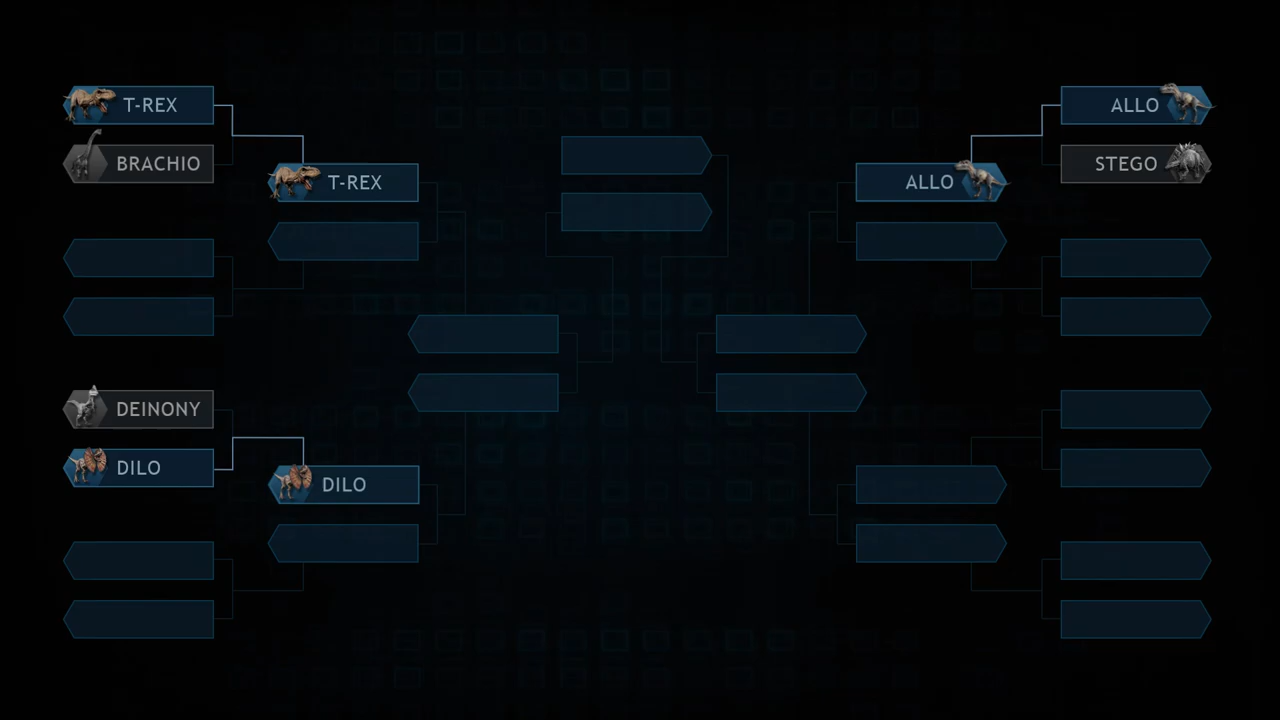 T-REX
BRACHIO
T-REX
DEINONY
DILO
DILO
ALLO
STEGO
ALLO